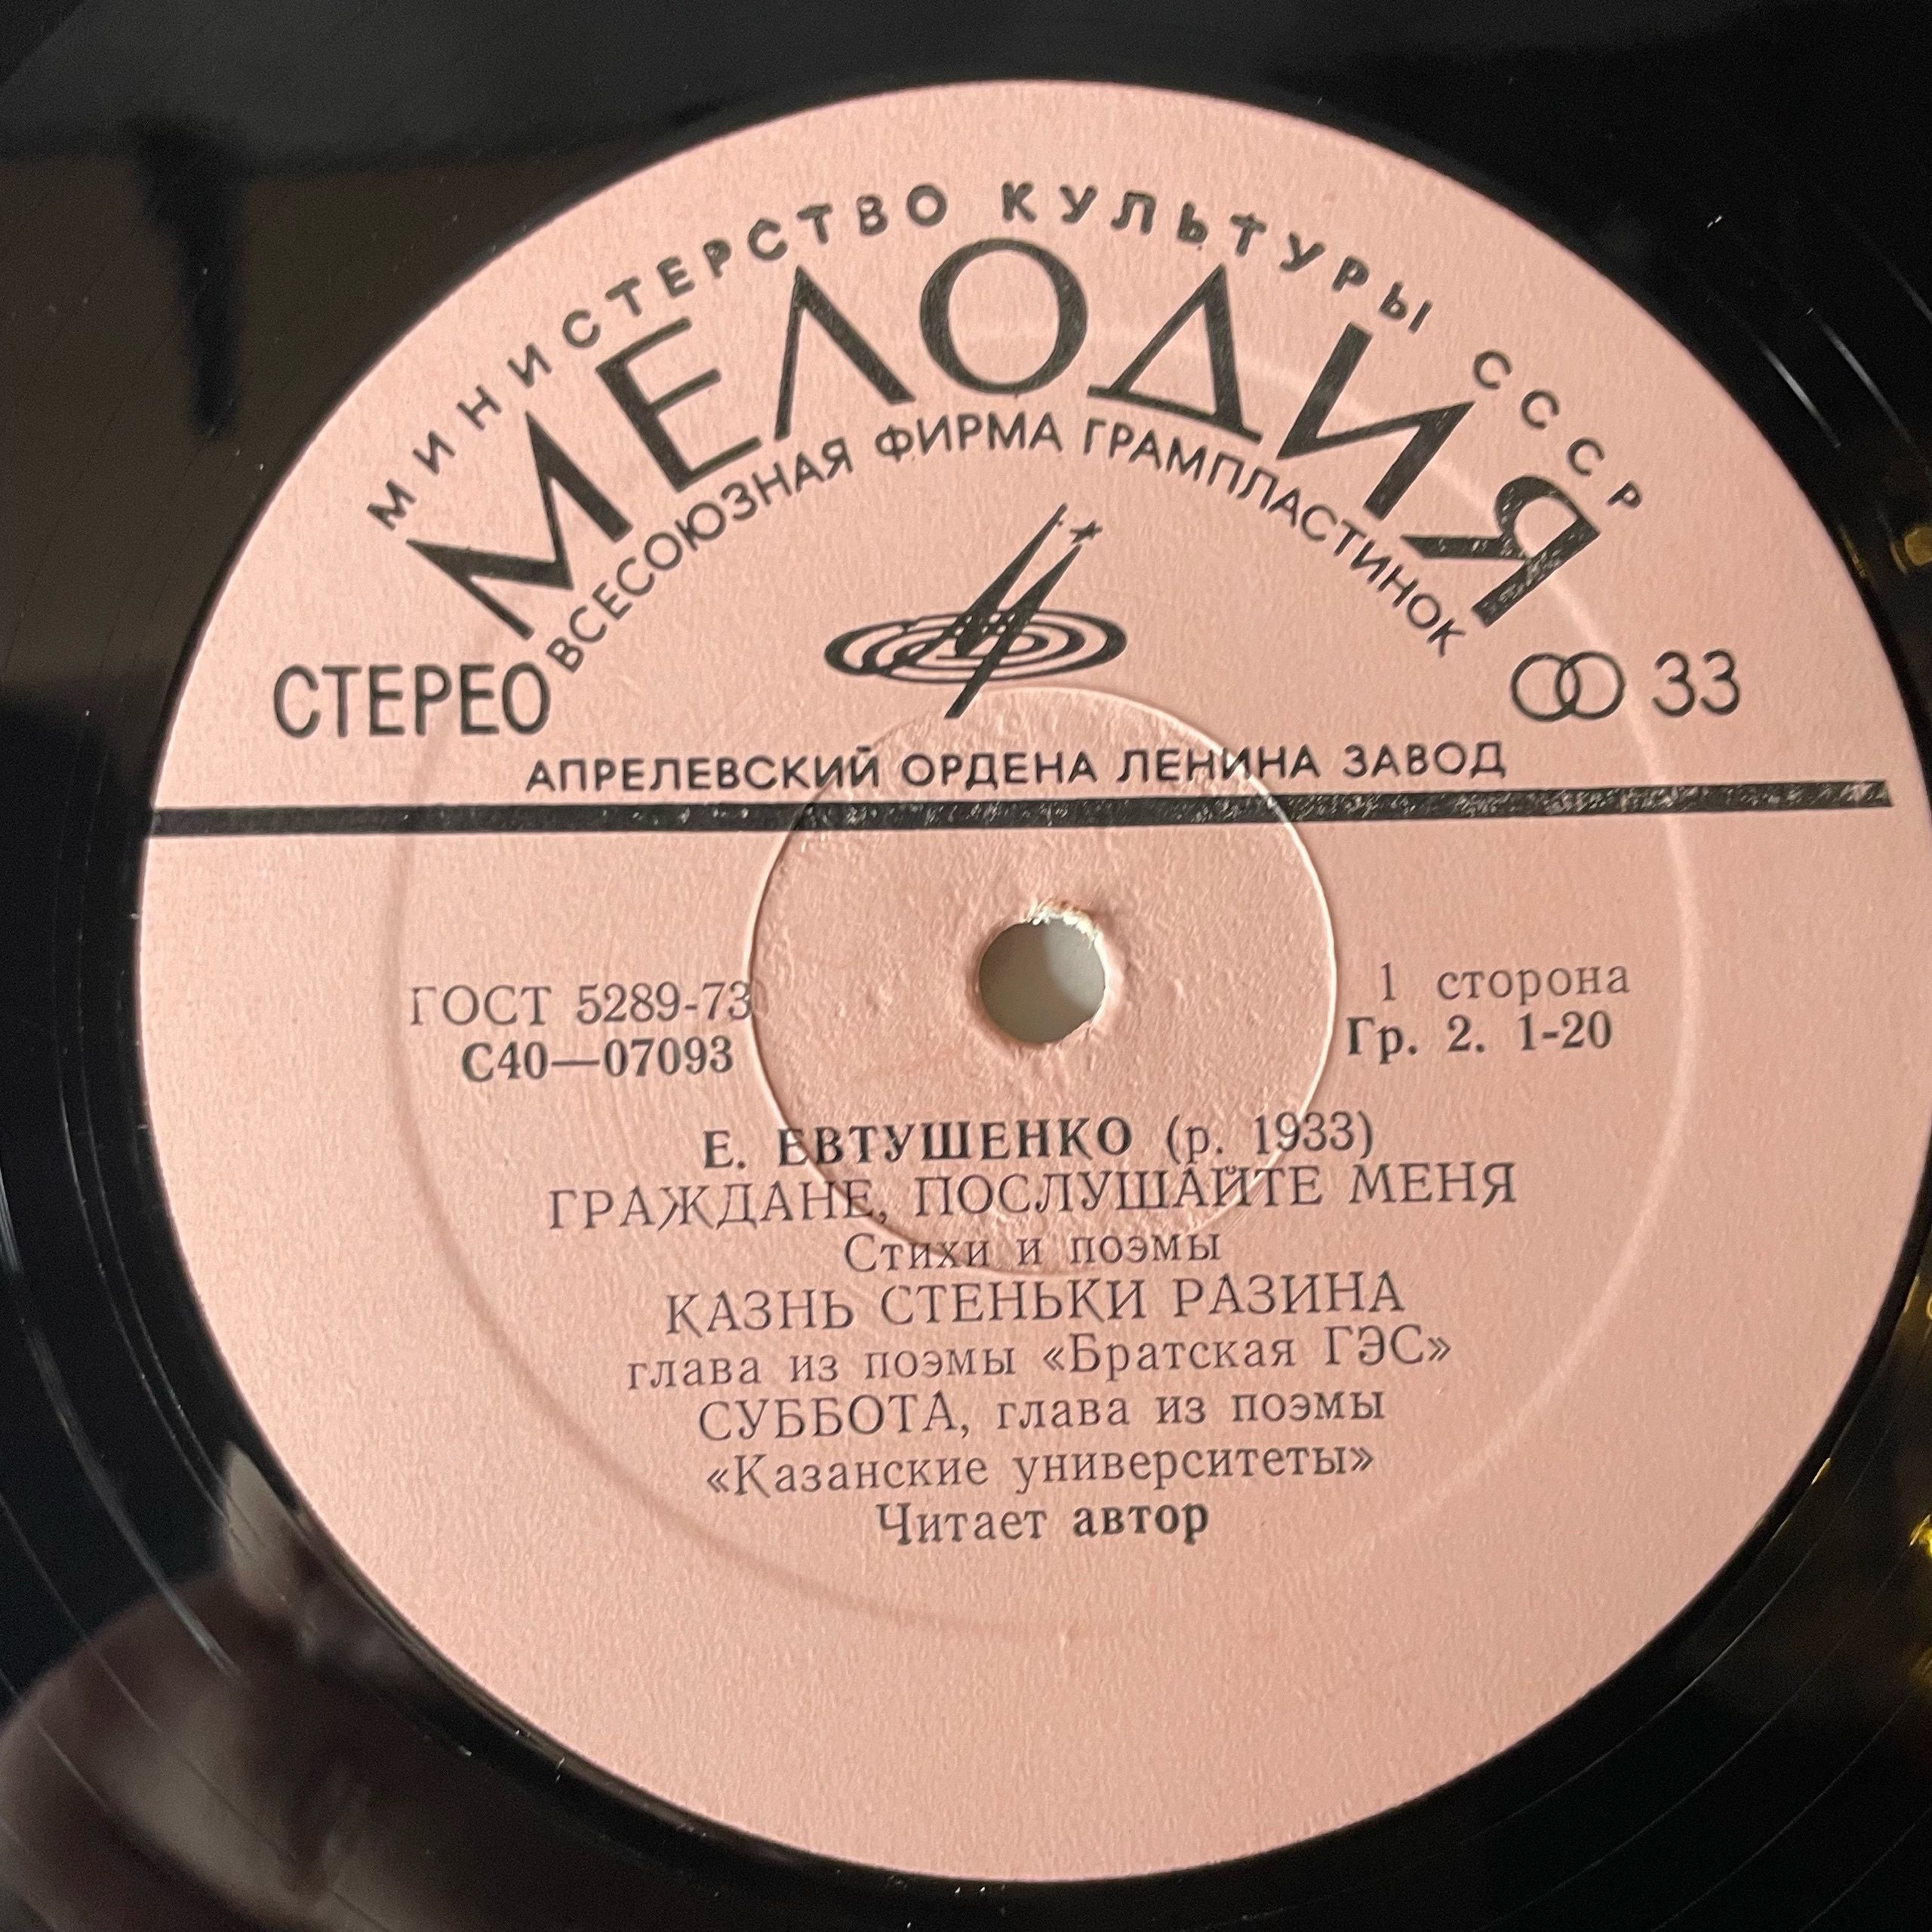 МИНИСТЕРСТВО КУЛЬТУРЫ СССР
МЕЛОДИЯ
ВСЕСОЮЗНАЯ ФИРМА ГРАМПЛАСТИНОК
СТЕРЕО
33
АПРЕЛЕВСКИЙ ОРДЕНА ЛЕНИНА ЗАВОД
ГОСТ 5289-73
С40—07093
1 сторона
Гр. 2. 1-20
Е. ЕВТУШЕНКО (р. 1933)
ГРАЖДАНЕ, ПОСЛУШАЙТЕ МЕНЯ
Стихи и поэмы
КАЗНЬ СТЕНЬКИ РАЗИНА
глава из поэмы «Братская ГЭС»
СУББОТА, глава из поэмы
«Казанские университеты»
Читает автор